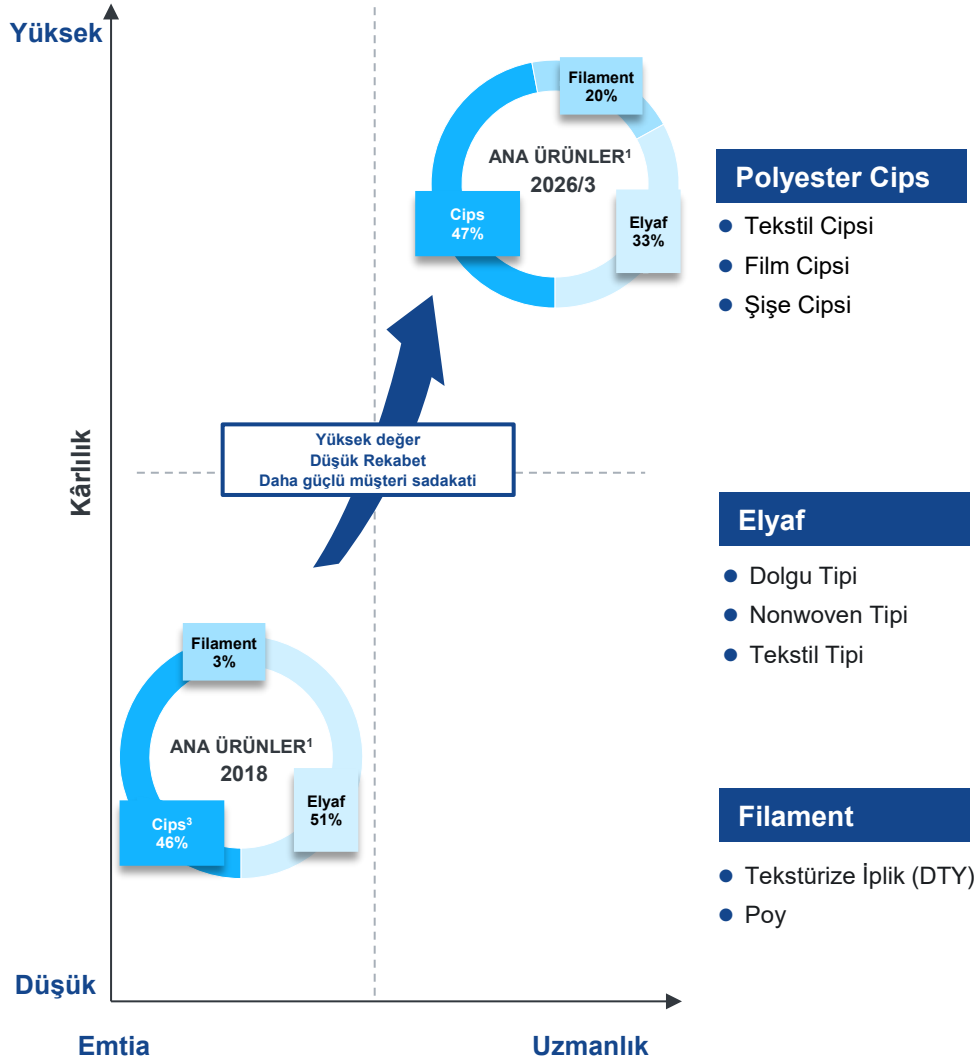 Yüksek
Kârlılık
Düşük
Emtia
Uzmanlık
Filament
20%
ANA ÜRÜNLER¹
2026/3
Cips
47%
Elyaf
33%
Yüksek değer
Düşük Rekabet
Daha güçlü müşteri sadakati
Filament
3%
ANA ÜRÜNLER¹
2018
Cips³
46%
Elyaf
51%
Polyester Cips
Tekstil Cipsi
Film Cipsi
Şişe Cipsi
Elyaf
Dolgu Tipi
Nonwoven Tipi
Tekstil Tipi
Filament
Tekstürize İplik (DTY)
Poy